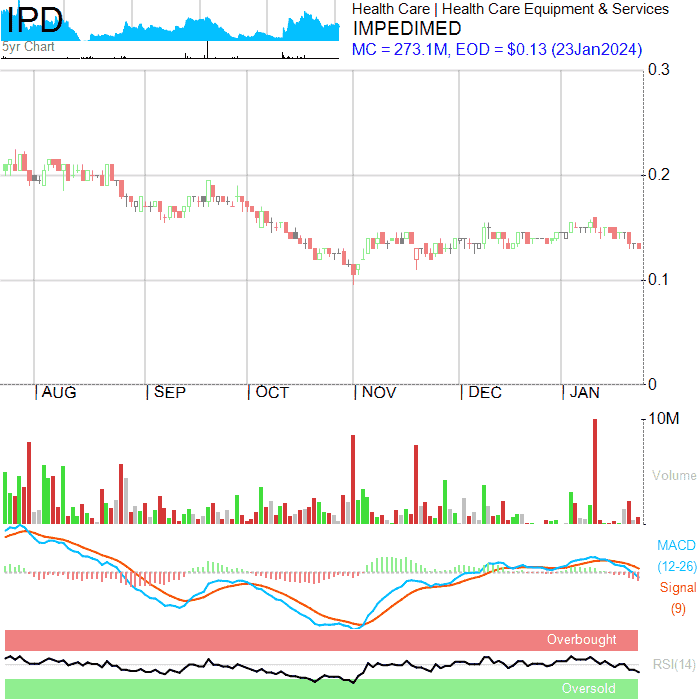 IPD
5yr Chart
Health Care | Health Care Equipment & Services
IMPEDIMED
MC = 273.1M, EOD = $0.13 (23Jan2024)
0.3
0.2
0.1
0
|AUG |SEP |OCT |NOV |DEC |JAN
10M
Volume
MACD
(12-26)
Signal
(9)
Overbought
RSI(14)
Oversold